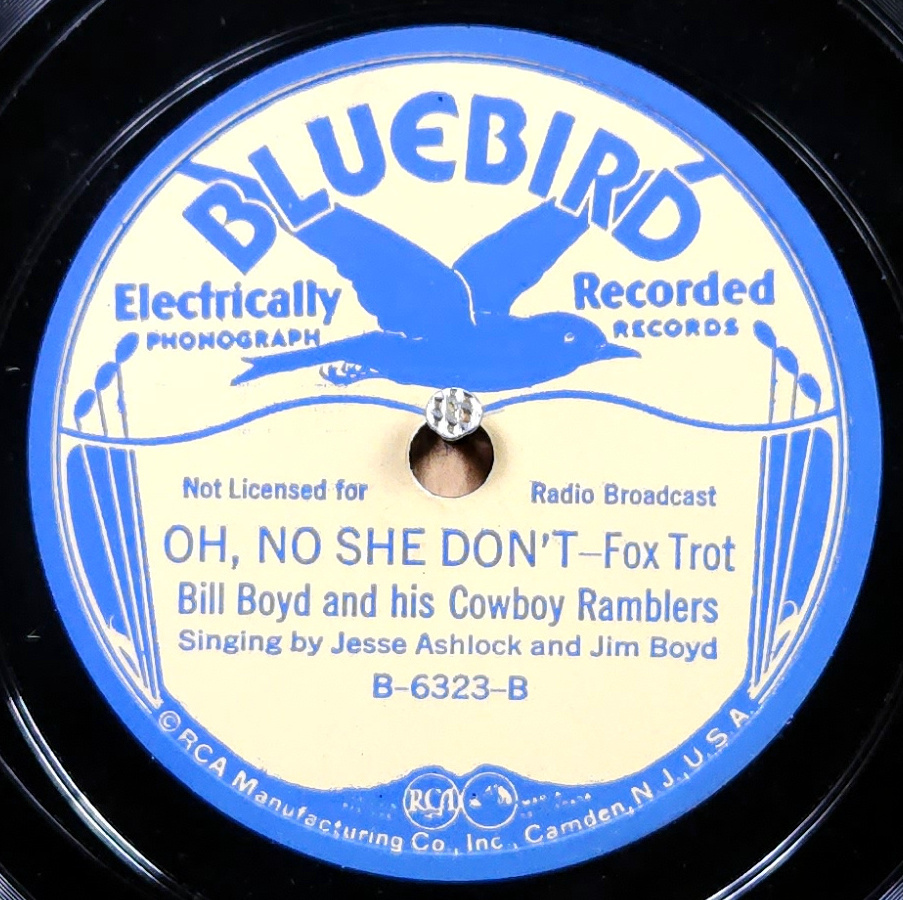 BLUEBIRD
Electrically Recorded
PHONOGRAPH RECORDS
Not Licensed for Radio Broadcast
OH, NO SHE DON'T–Fox Trot
Bill Boyd and his Cowboy Ramblers
Singing by Jesse Ashlock and Jim Boyd
B–6323–B
RCA
© RCA Manufacturing Co., Inc., Camden, N.J., U.S.A.